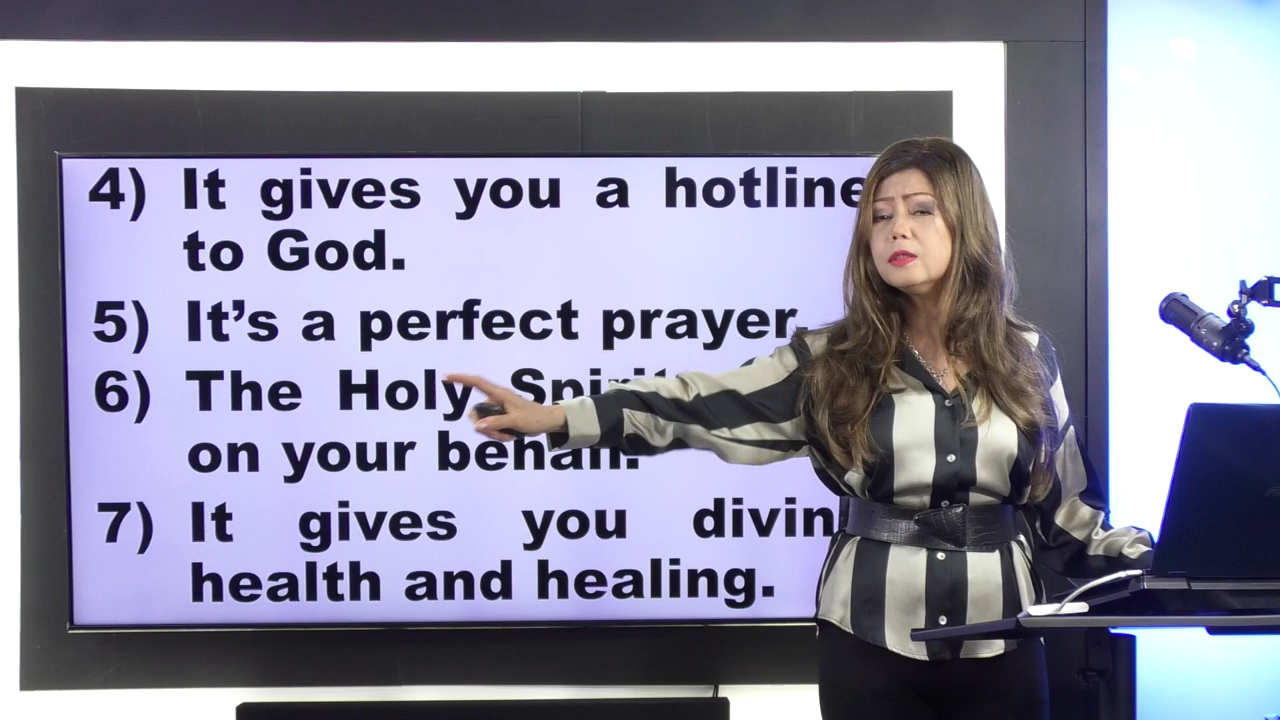 4) It gives you a hotline
to God.
5) It's a perfect prayer.
6) The Holy
on your behalf.
7) It gives you
health and healing.